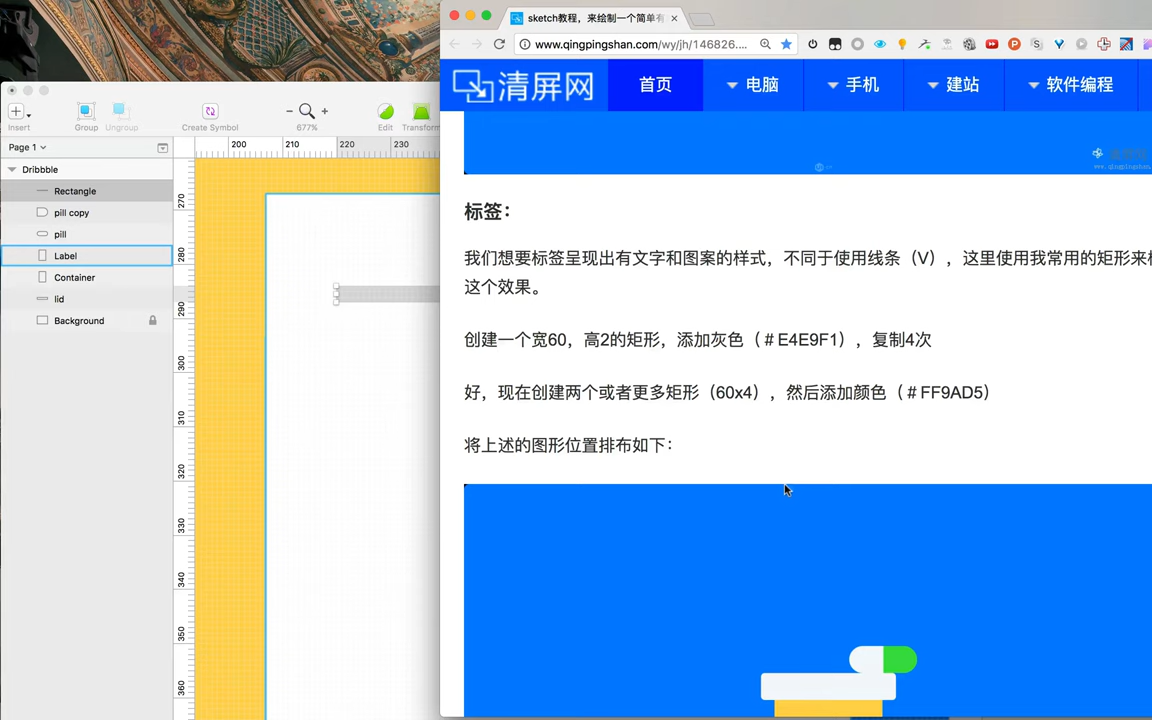 sketch教程，来绘制一个简单有
www.qingpingshan.com/wy/jh/146826....
清屏网
首页
电脑
手机
建站
软件编程
Insert
Group
Ungroup
Create Symbol
677%
Edit
Transform
Page 1
200
210
220
230
Dribbble
Rectangle
pill copy
pill
Label
Container
lid
Background
270
280
290
300
310
320
330
340
350
360
标签：
我们想要标签呈现出有文字和图案的样式，不同于使用线条（V），这里使用我常用的矩形来
这个效果。
创建一个宽60，高2的矩形，添加灰色（＃E4E9F1），复制4次
好，现在创建两个或者更多矩形（60x4），然后添加颜色（＃FF9AD5）
将上述的图形位置排布如下：